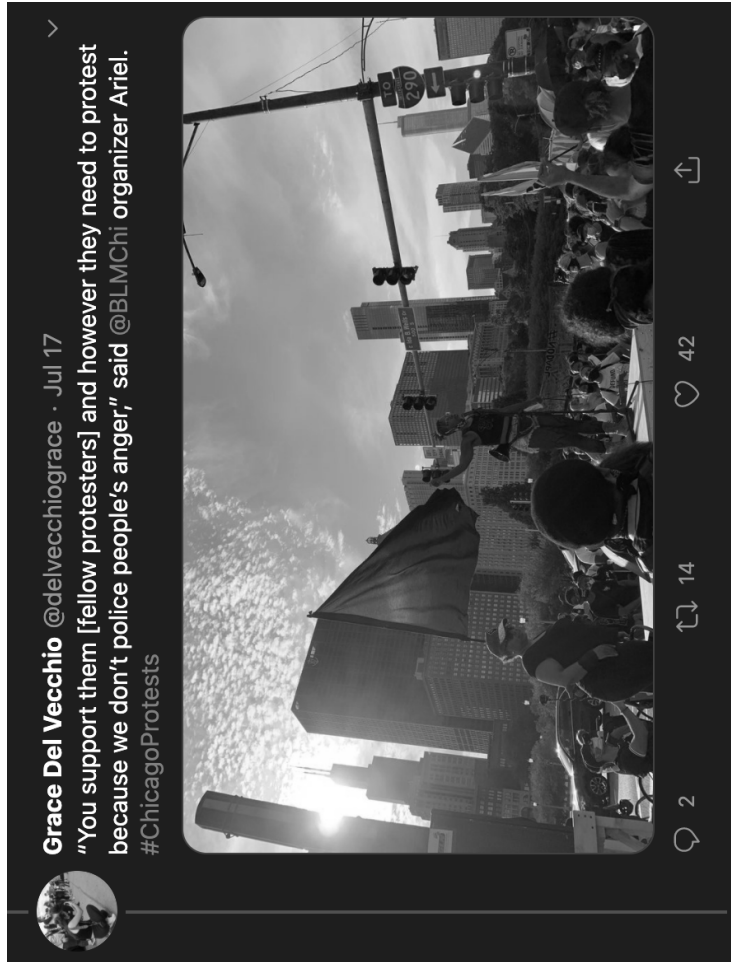 Grace Del Vecchio @delvecchiograce · Jul 17
“You support them [fellow protesters] and however they need to protest
because we don’t police people’s anger,” said @BLMChi organizer Ariel.
#ChicagoProtests
TO
290
2 14 42